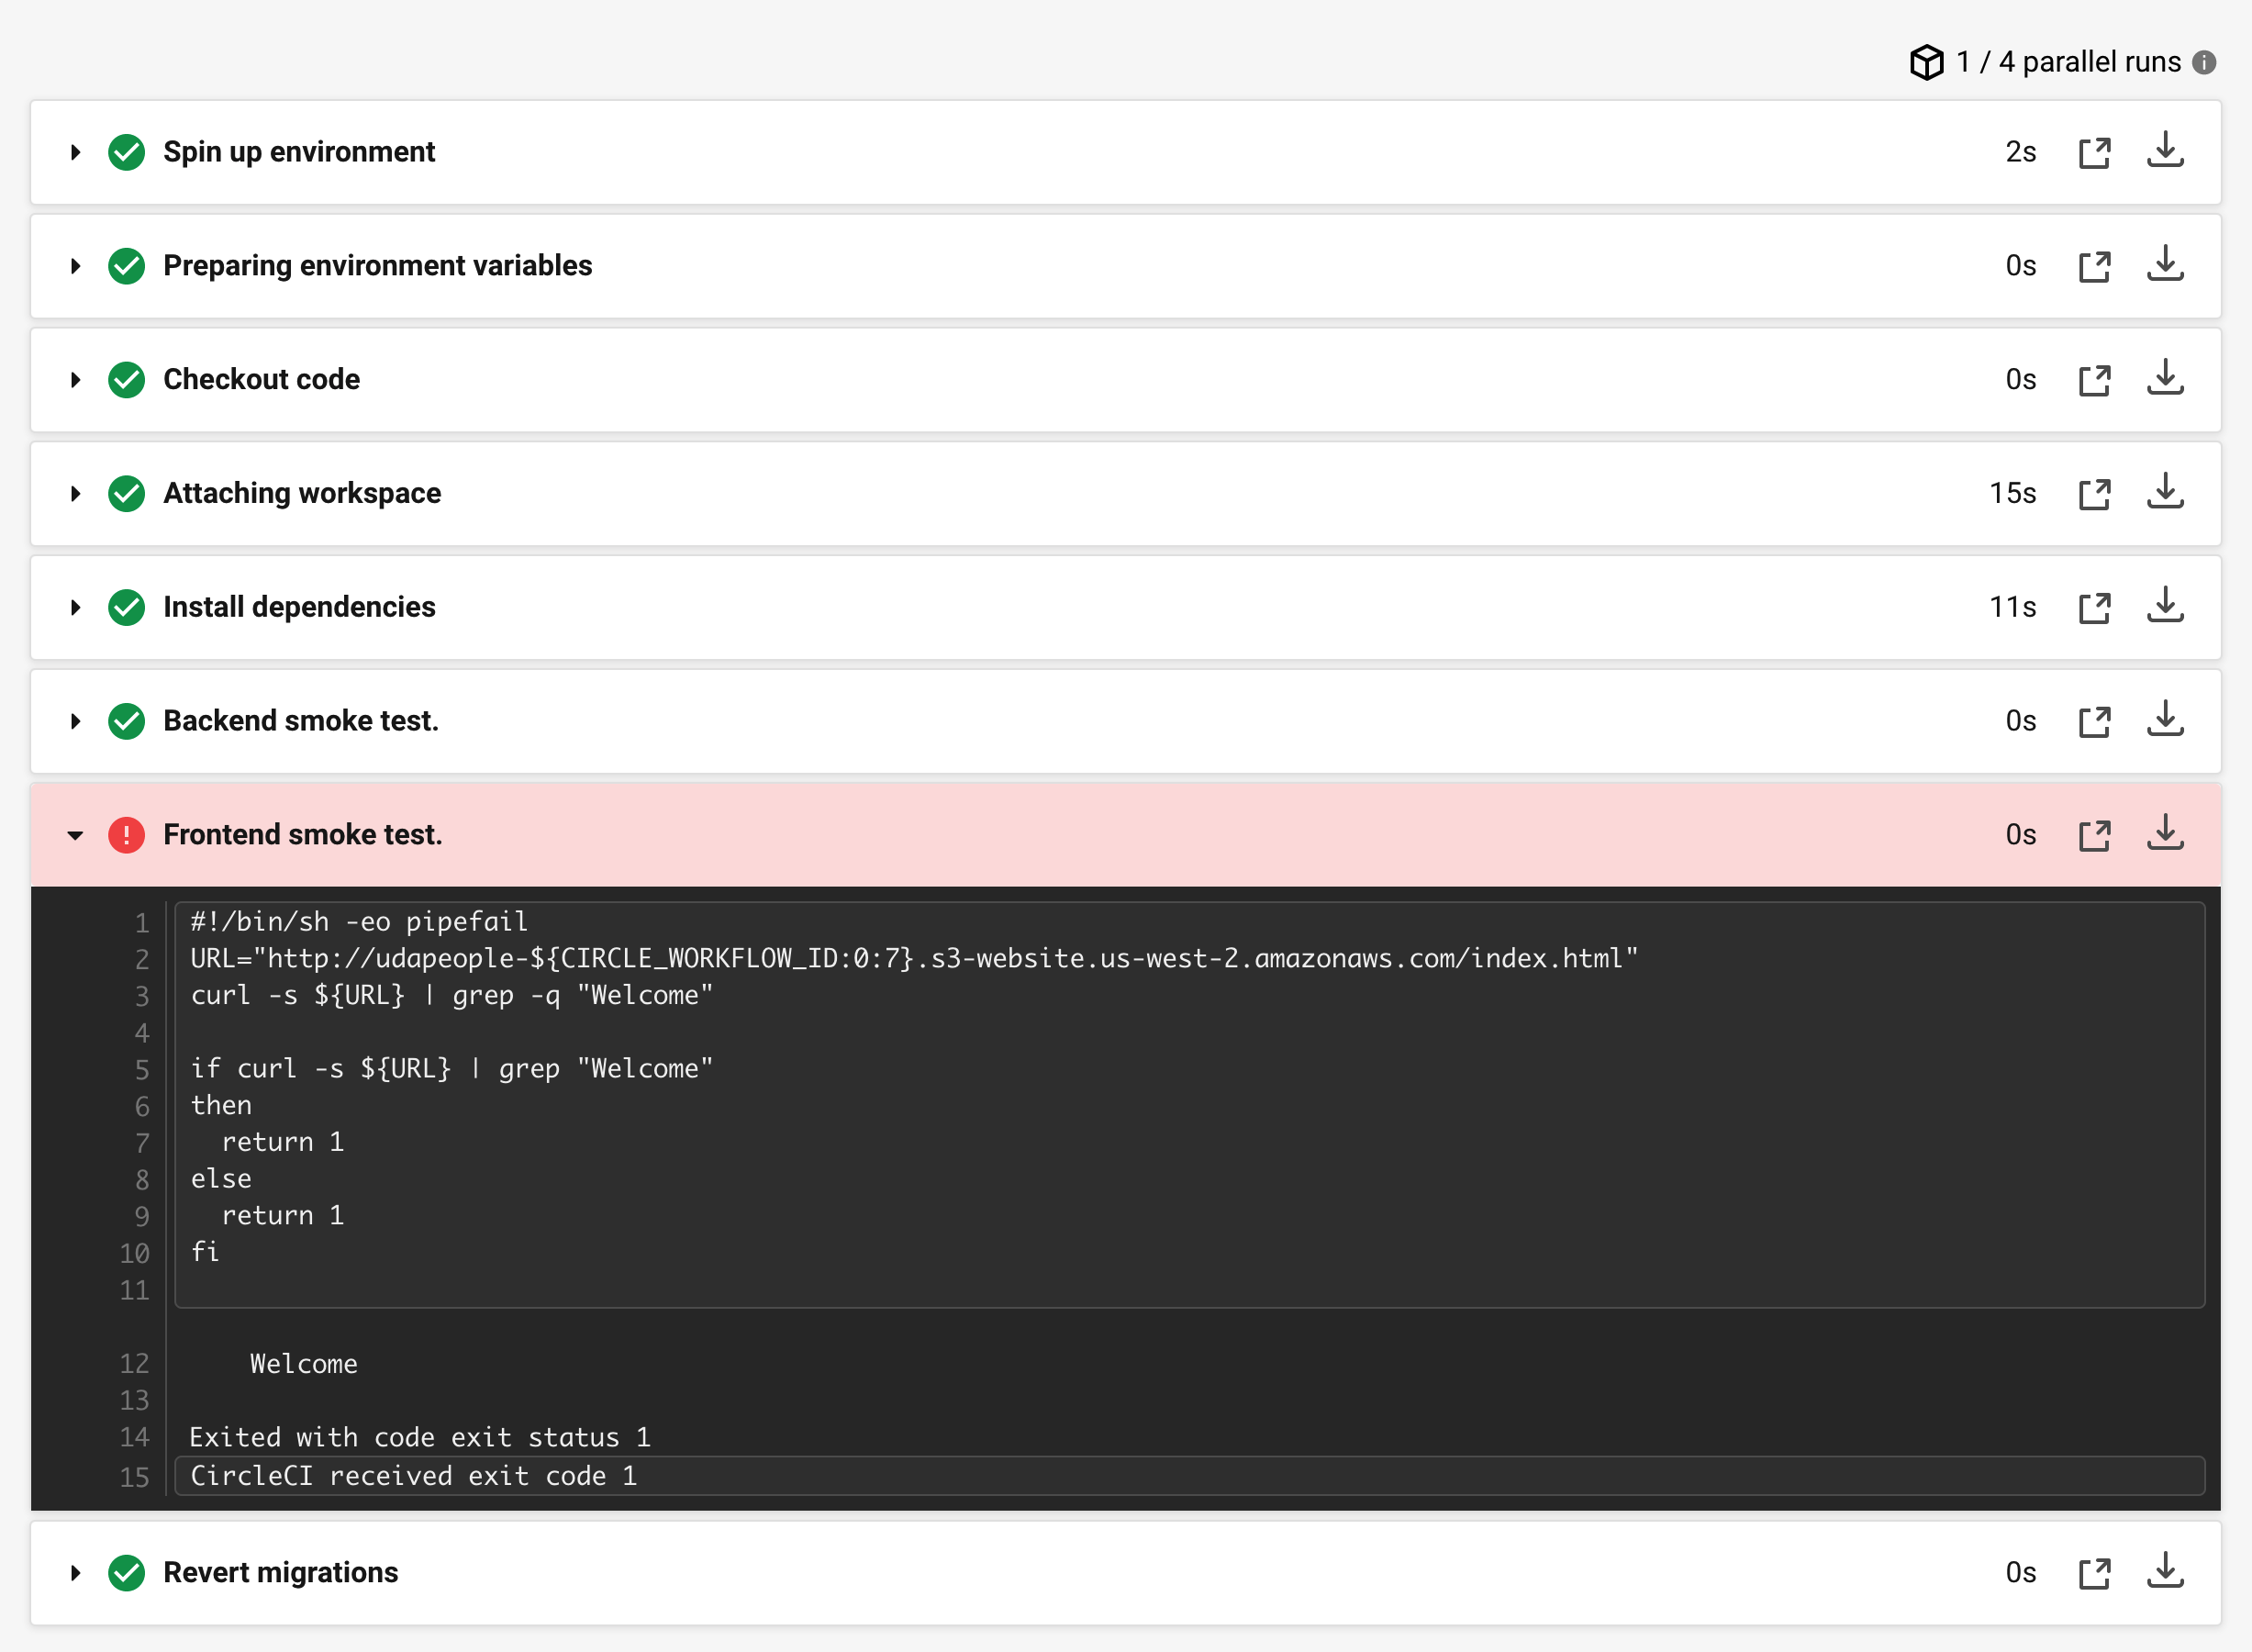 1 / 4 parallel runs
Spin up environment 2s
Preparing environment variables 0s
Checkout code 0s
Attaching workspace 15s
Install dependencies 11s
Backend smoke test. 0s
Frontend smoke test. 0s
1 #!/bin/sh -eo pipefail
2 URL="http://udapeople-${CIRCLE_WORKFLOW_ID:0:7}.s3-website.us-west-2.amazonaws.com/index.html"
3 curl -s ${URL} | grep -q "Welcome"
4
5 if curl -s ${URL} | grep "Welcome"
6 then
7   return 1
8 else
9   return 1
10 fi
11
12     Welcome
13
14 Exited with code exit status 1
15 CircleCI received exit code 1
Revert migrations 0s